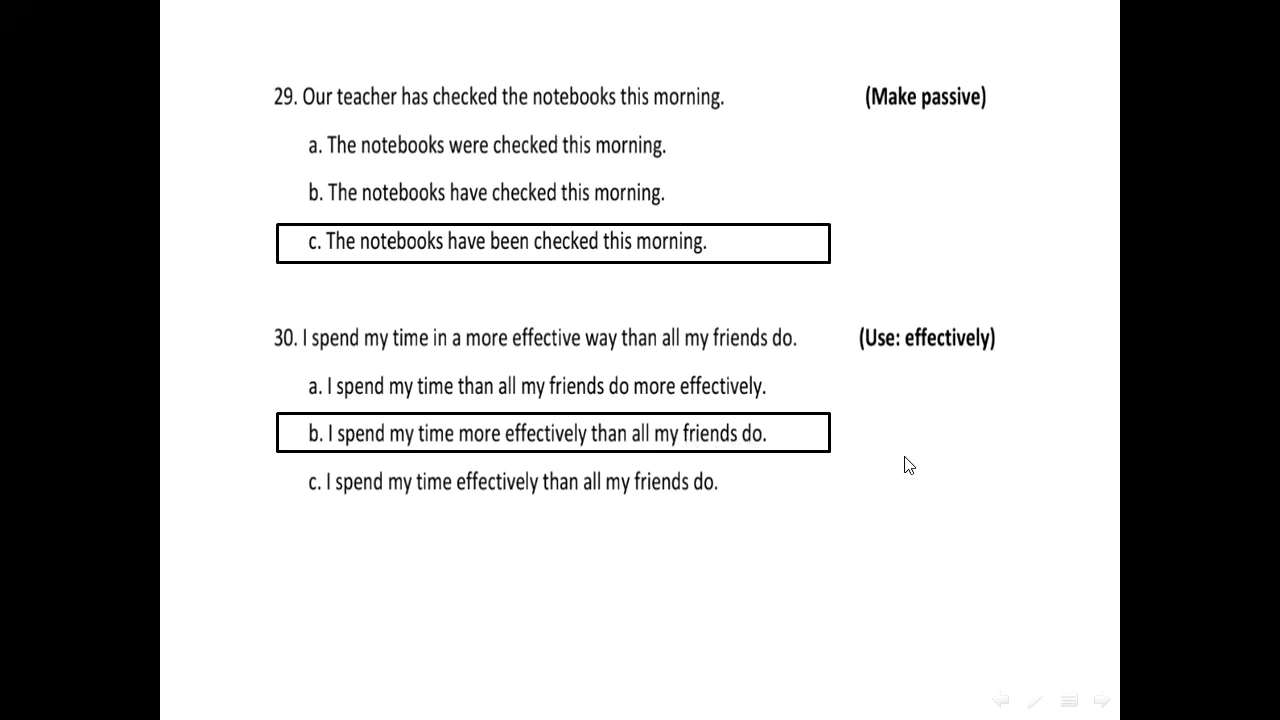 29. Our teacher has checked the notebooks this morning. (Make passive)
a. The notebooks were checked this morning.
b. The notebooks have checked this morning.
c. The notebooks have been checked this morning.
30. I spend my time in a more effective way than all my friends do. (Use: effectively)
a. I spend my time than all my friends do more effectively.
b. I spend my time more effectively than all my friends do.
c. I spend my time effectively than all my friends do.